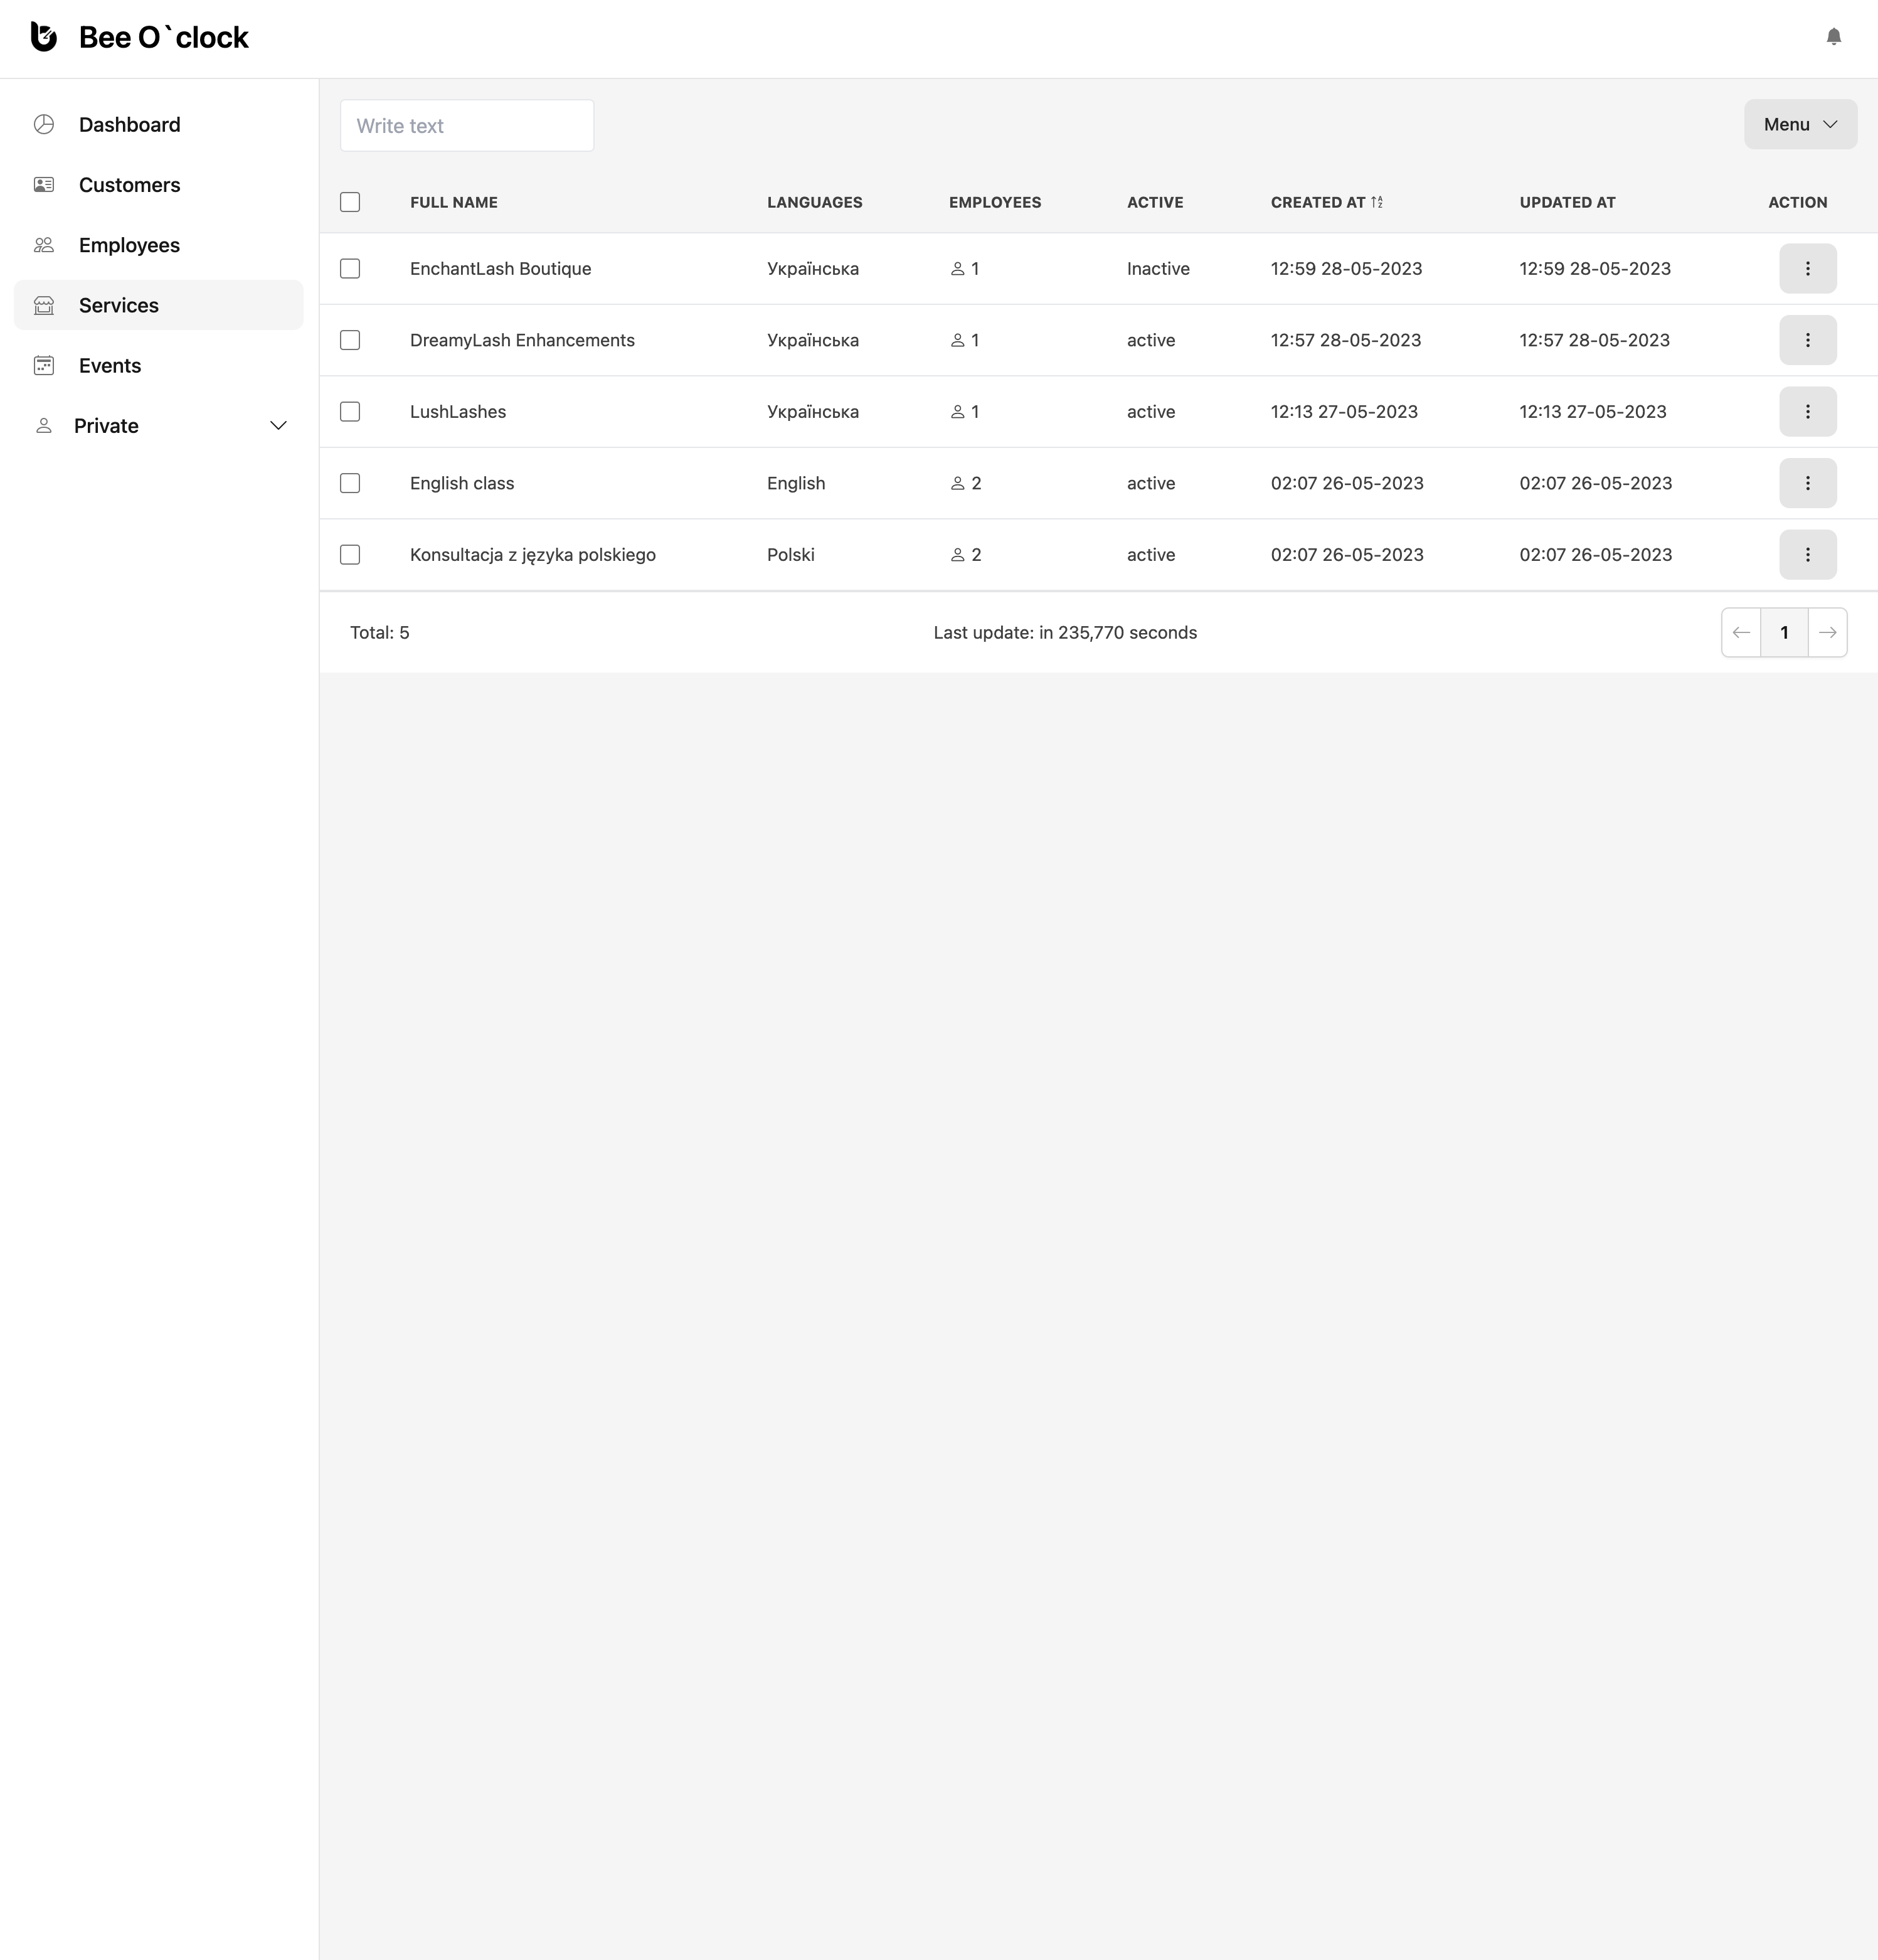 Bee O`clock
Dashboard
Customers
Employees
Services
Events
Private
Write text
Menu
FULL NAME LANGUAGES EMPLOYEES ACTIVE CREATED AT UPDATED AT ACTION
EnchantLash Boutique Українська 1 Inactive 12:59 28-05-2023 12:59 28-05-2023
DreamyLash Enhancements Українська 1 active 12:57 28-05-2023 12:57 28-05-2023
LushLashes Українська 1 active 12:13 27-05-2023 12:13 27-05-2023
English class English 2 active 02:07 26-05-2023 02:07 26-05-2023
Konsultacja z języka polskiego Polski 2 active 02:07 26-05-2023 02:07 26-05-2023
Total: 5 Last update: in 235,770 seconds 1